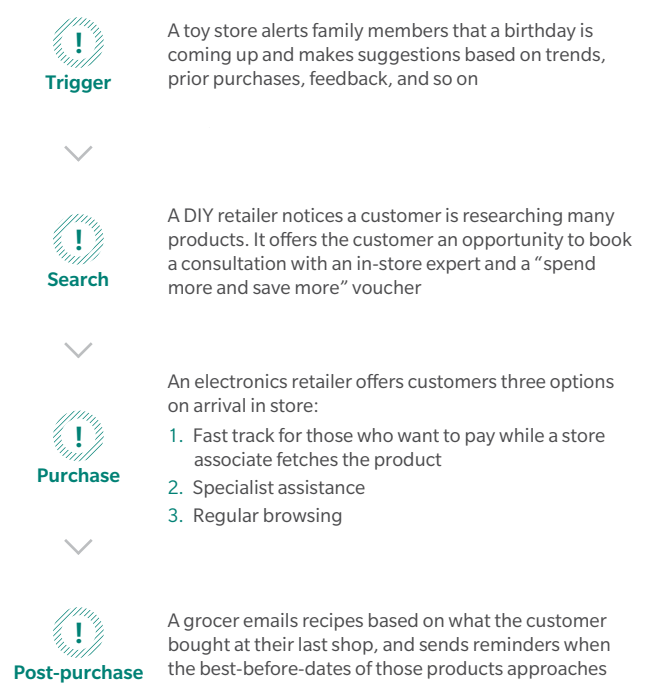 !
Trigger
A toy store alerts family members that a birthday is
coming up and makes suggestions based on trends,
prior purchases, feedback, and so on
!
Search
A DIY retailer notices a customer is researching many
products. It offers the customer an opportunity to book
a consultation with an in-store expert and a “spend
more and save more” voucher
!
Purchase
An electronics retailer offers customers three options
on arrival in store:
1. Fast track for those who want to pay while a store
associate fetches the product
2. Specialist assistance
3. Regular browsing
!
Post-purchase
A grocer emails recipes based on what the customer
bought at their last shop, and sends reminders when
the best-before-dates of those products approaches